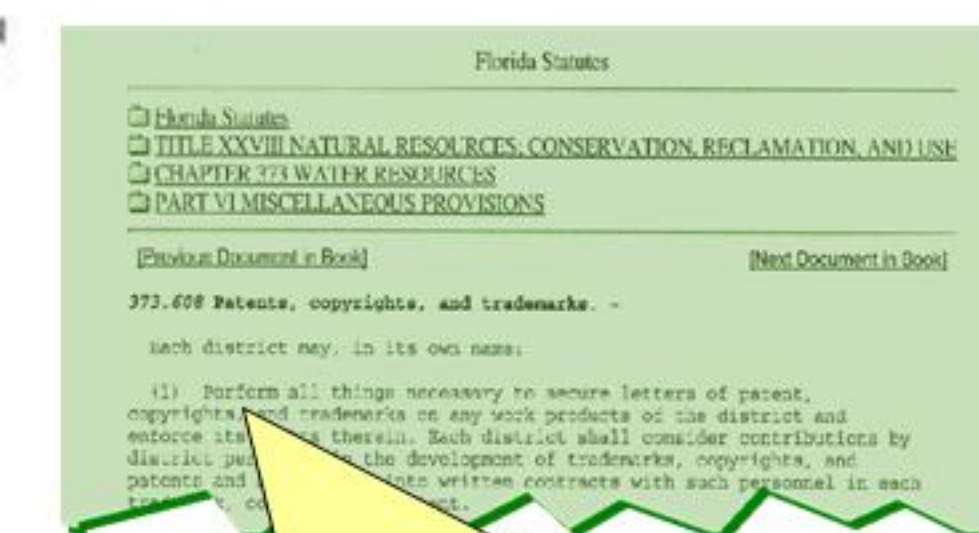 Florida Statutes
Florida Statutes
TITLE XXVIII NATURAL RESOURCES, CONSERVATION, RECLAMATION, AND USE
CHAPTER 373 WATER RESOURCES
PART VI MISCELLANEOUS PROVISIONS
[Previous Document in Book] [Next Document in Book]
373.608 Patents, copyrights, and trademarks. -
Each district may, in its own name:
(1) Perform all things necessary to secure letters of patent,
copyrights, and trademarks on any work products of the district and
enforce its therein. Each district shall consider contributions by
district the development of trademarks, copyrights, and
patents and written contracts with such personnel in each